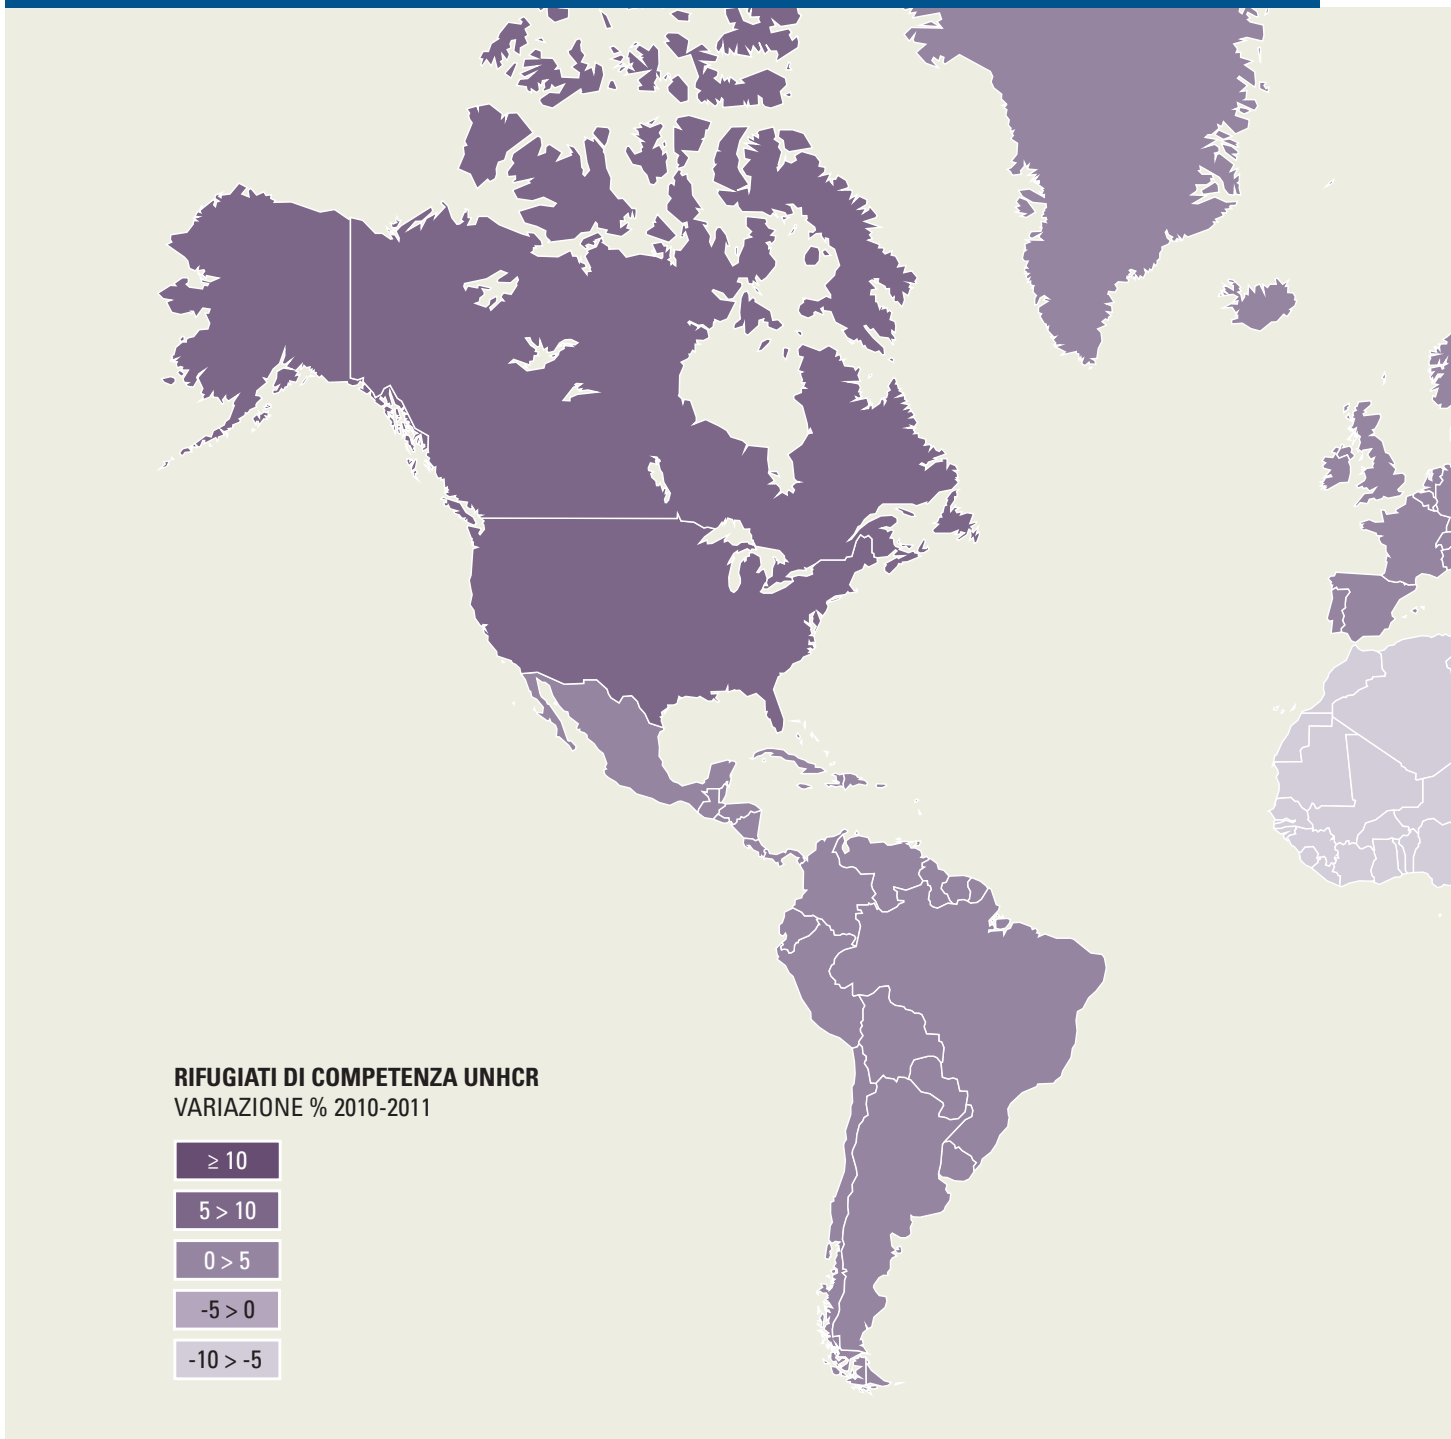 RIFUGIATI DI COMPETENZA UNHCR
VARIAZIONE % 2010-2011
≥ 10
5 > 10
0 > 5
-5 > 0
-10 > -5